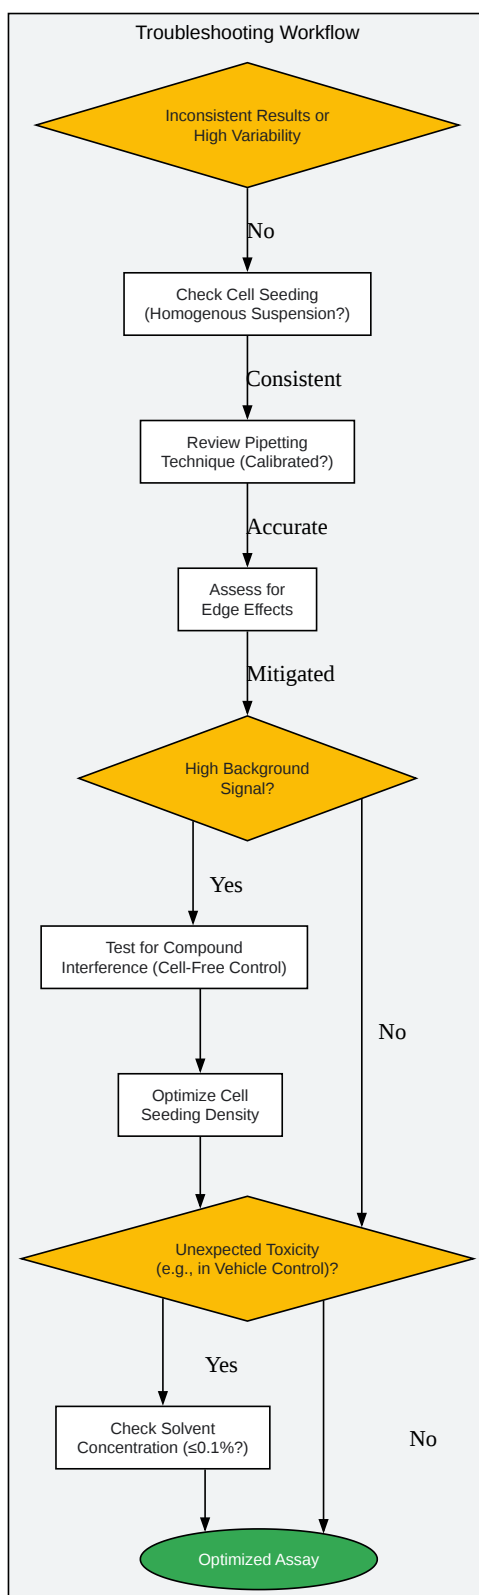 Troubleshooting Workflow
Inconsistent Results or
High Variability
No
Check Cell Seeding
(Homogenous Suspension?)
Consistent
Review Pipetting
Technique (Calibrated?)
Accurate
Assess for
Edge Effects
Mitigated
High Background
Signal?
Yes
Test for Compound
Interference (Cell-Free Control)
No
Optimize Cell
Seeding Density
Unexpected Toxicity
(e.g., in Vehicle Control)?
Yes
Check Solvent
Concentration (≤0.1%?)
No
Optimized Assay